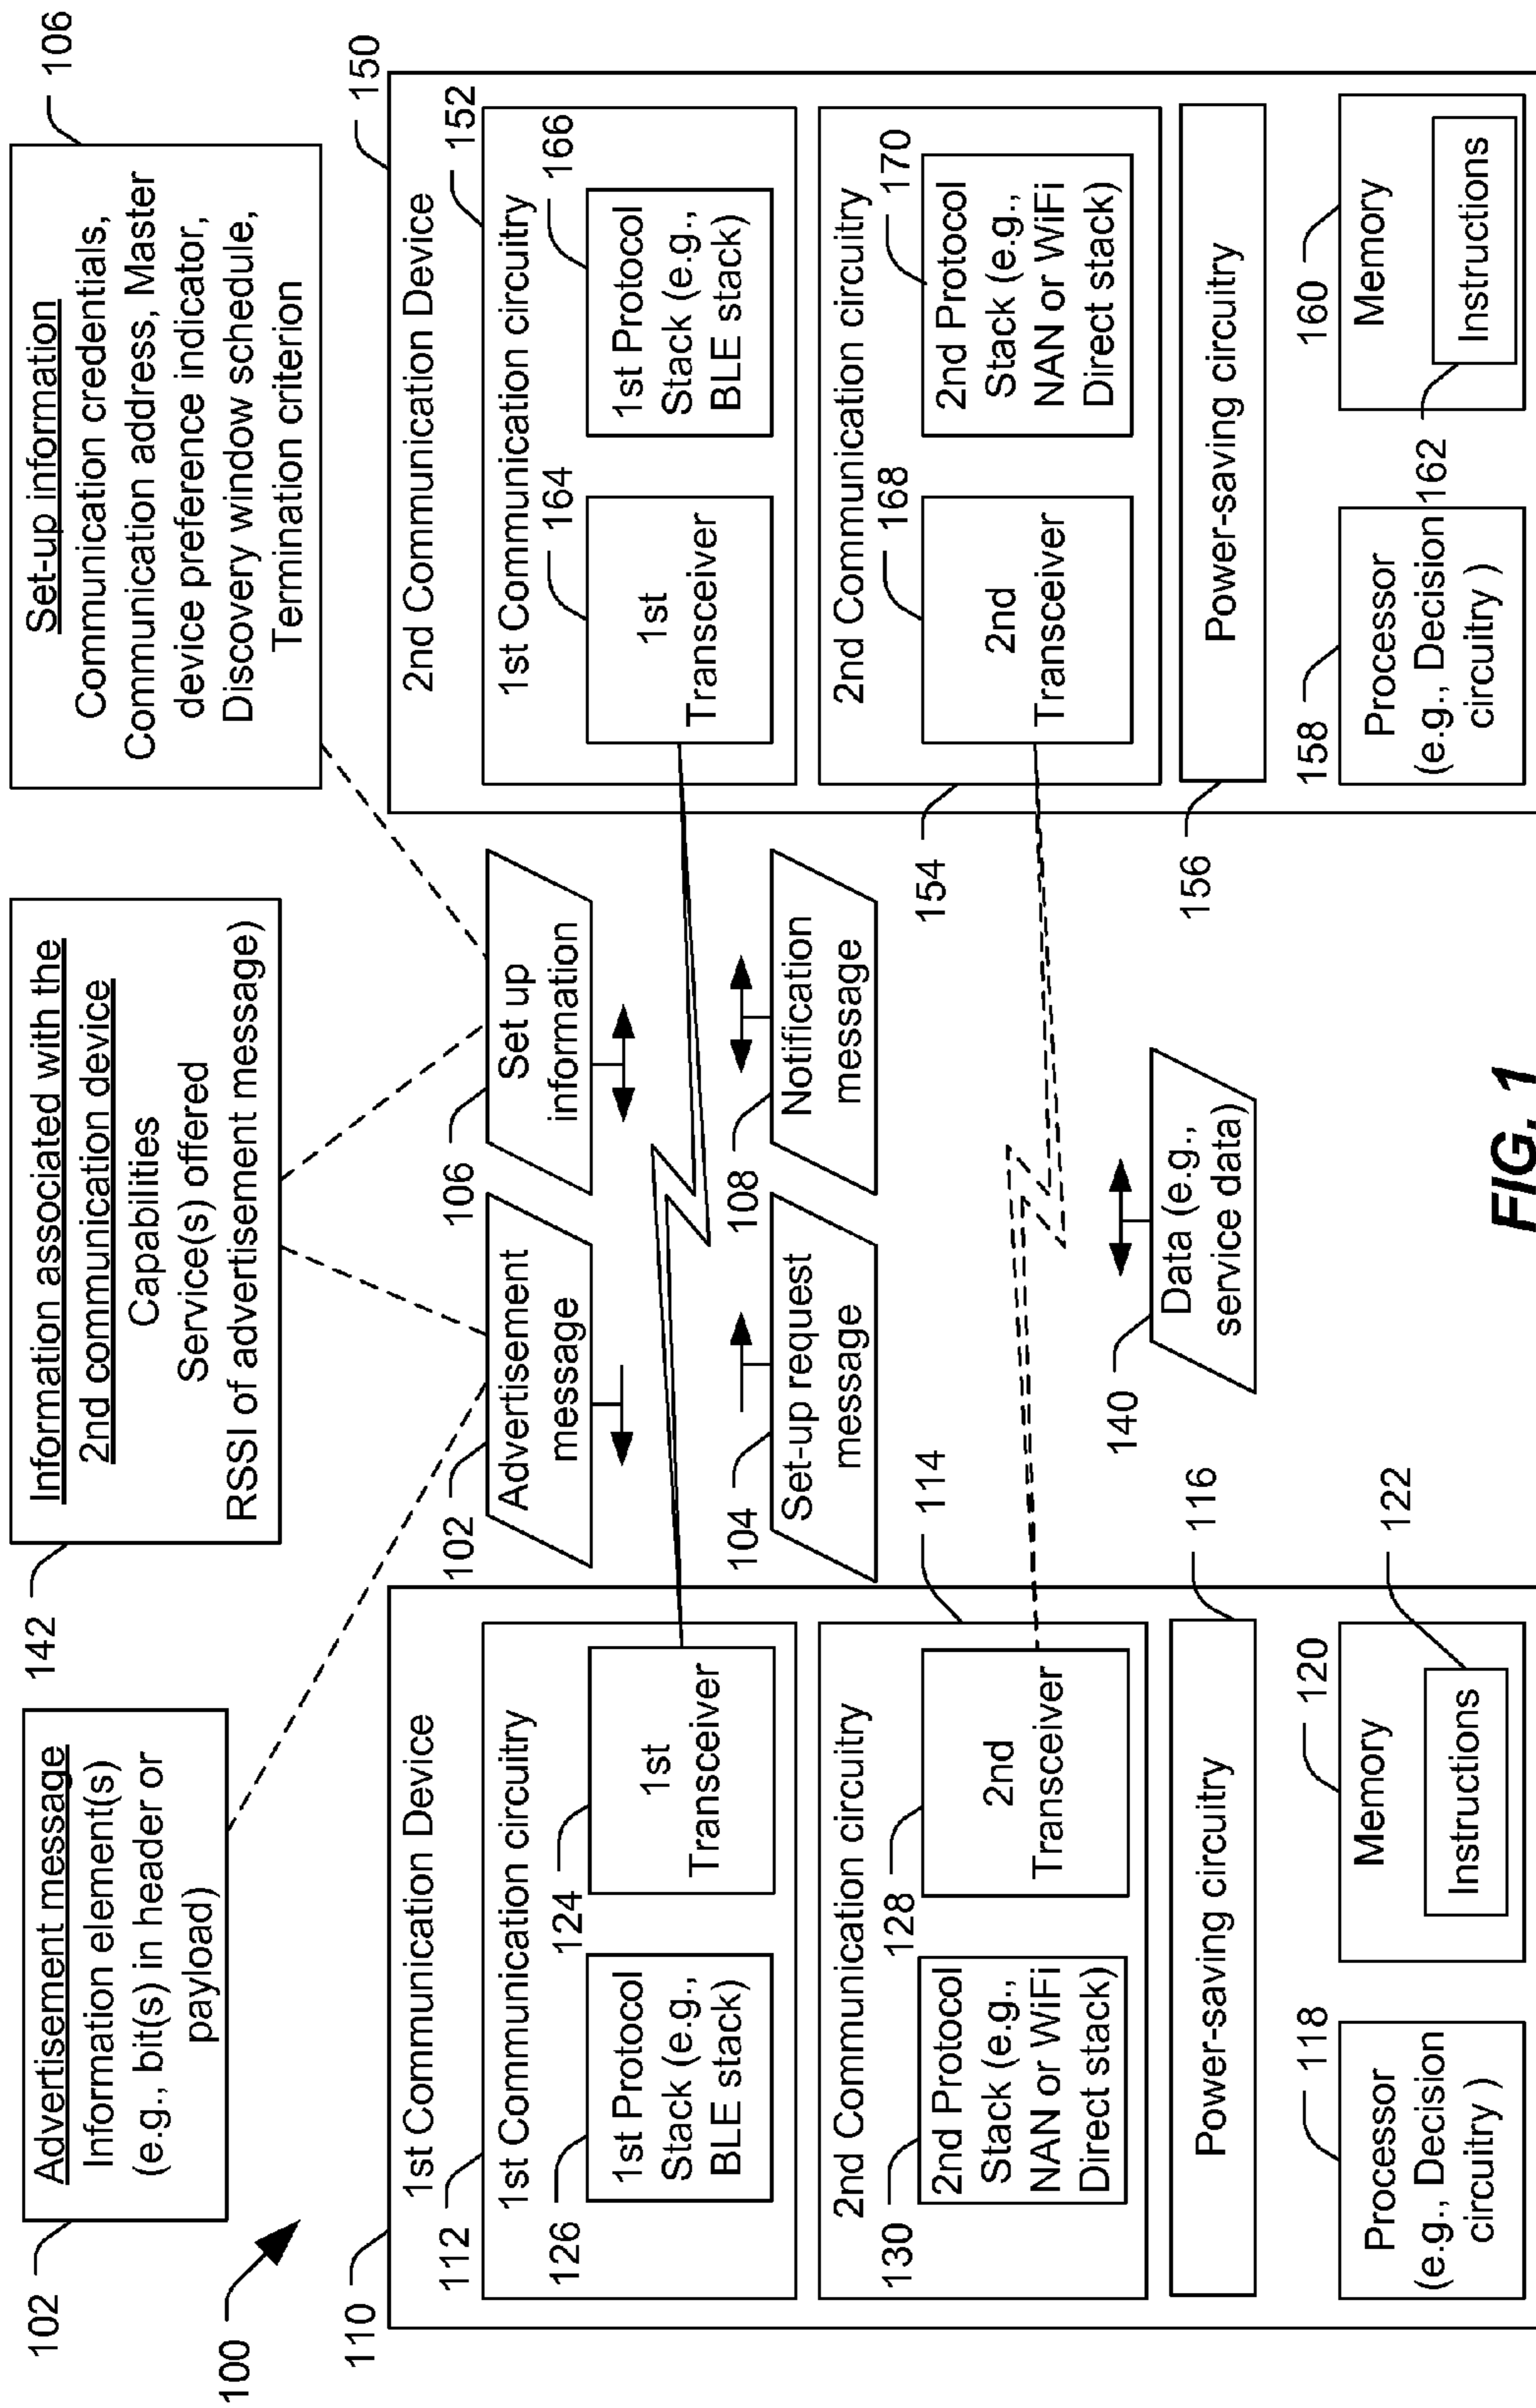 102
Advertisement message
Information element(s)
(e.g., bit(s) in header or
payload)
142
Information associated with the
2nd communication device
Capabilities
Service(s) offered
RSSI of advertisement message)
106
Set-up information
Communication credentials,
Communication address, Master
device preference indicator,
Discovery window schedule,
Termination criterion
100
110
1st Communication Device
112
1st Communication circuitry
126
1st Protocol
Stack (e.g.,
BLE stack)
124
1st
Transceiver
2nd Communication circuitry
114
130
2nd Protocol
Stack (e.g.,
NAN or WiFi
Direct stack)
128
2nd
Transceiver
Power-saving circuitry
116
118
Processor
(e.g., Decision
circuitry )
120
Memory
122
Instructions
102
Advertisement
message
106
Set up
information
104
Set-up request
message
108
Notification
message
140
Data (e.g.,
service data)
150
2nd Communication Device
152
1st Communication circuitry
164
1st
Transceiver
166
1st Protocol
Stack (e.g.,
BLE stack)
154
2nd Communication circuitry
168
2nd
Transceiver
170
2nd Protocol
Stack (e.g.,
NAN or WiFi
Direct stack)
156
Power-saving circuitry
158
Processor
(e.g., Decision
circuitry )
160
Memory
162
Instructions
FIG. 1